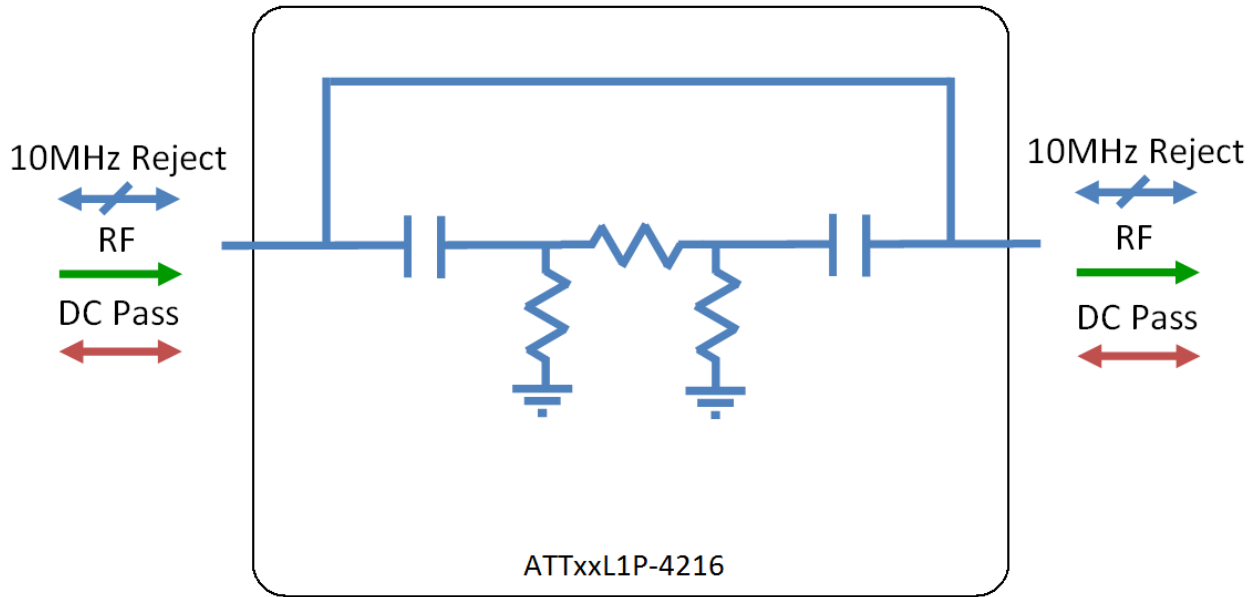 10MHz Reject
RF
DC Pass
10MHz Reject
RF
DC Pass
ATTxxL1P-4216